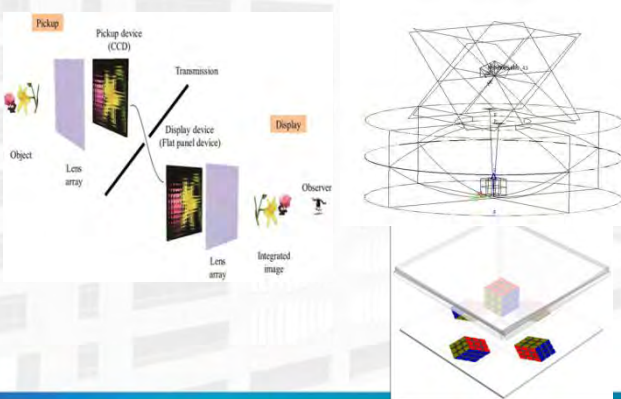 Pickup
Pickup device
(CCD)
Transmission
Object
Lens
array
Display device
(Flat panel device)
Display
Observer
Lens
array
Integrated
image